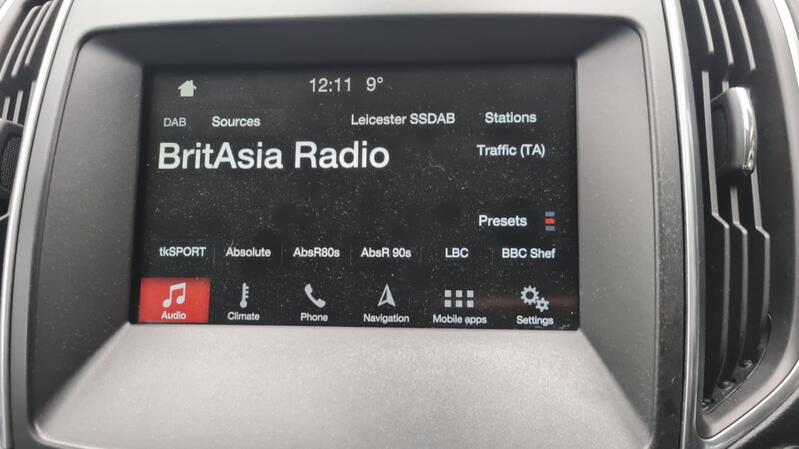 12:11 9°
DAB Sources Leicester SSDAB Stations
BritAsia Radio
Traffic (TA)
Presets
tkSPORT Absolute AbsR80s AbsR 90s LBC BBC Shef
Audio Climate Phone Navigation Mobile apps Settings